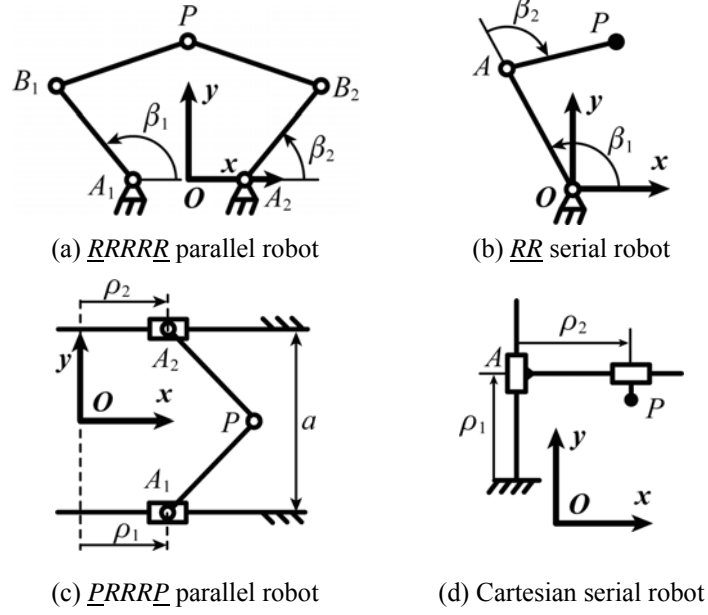 P
B₁
B₂
y
β₁
β₂
x
A₁
O
A₂
(a) RRRRR parallel robot
β₂
P
A
y
β₁
x
O
(b) RR serial robot
ρ₂
A₂
y
O
x
P
a
A₁
ρ₁
(c) PRRRP parallel robot
ρ₂
A
P
ρ₁
y
O
x
(d) Cartesian serial robot